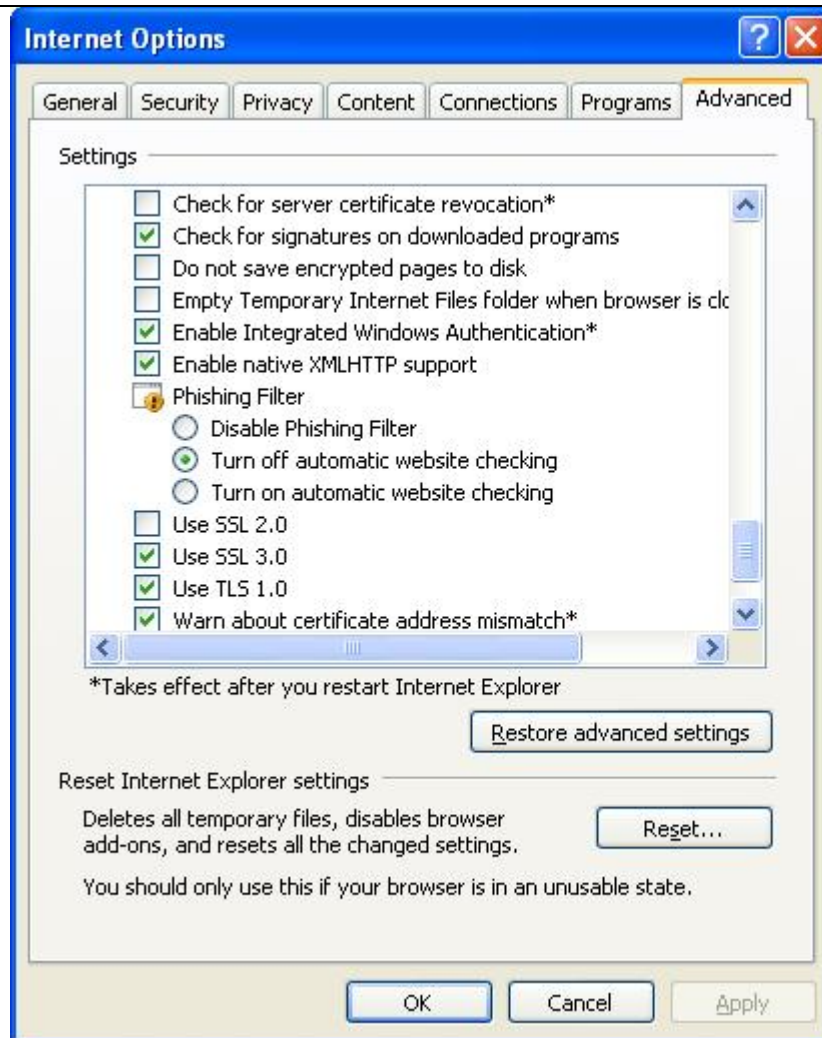 Internet Options
General Security Privacy Content Connections Programs Advanced
Settings
Check for server certificate revocation*
Check for signatures on downloaded programs
Do not save encrypted pages to disk
Empty Temporary Internet Files folder when browser is clo
Enable Integrated Windows Authentication*
Enable native XMLHTTP support
Phishing Filter
Disable Phishing Filter
Turn off automatic website checking
Turn on automatic website checking
Use SSL 2.0
Use SSL 3.0
Use TLS 1.0
Warn about certificate address mismatch*
*Takes effect after you restart Internet Explorer
Restore advanced settings
Reset Internet Explorer settings
Deletes all temporary files, disables browser
add-ons, and resets all the changed settings.
Reset...
You should only use this if your browser is in an unusable state.
OK Cancel Apply